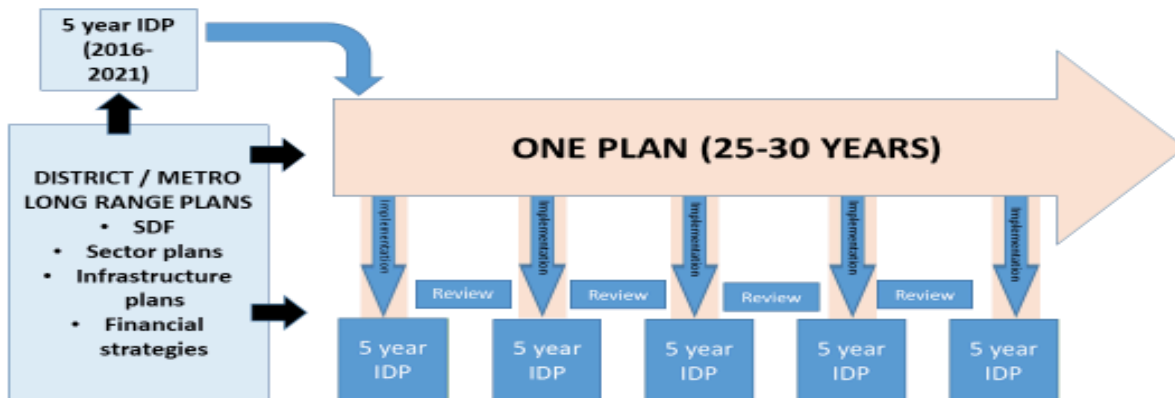 5 year IDP
(2016-
2021)
DISTRICT / METRO
LONG RANGE PLANS
• SDF
• Sector plans
• Infrastructure
plans
• Financial
strategies
ONE PLAN (25-30 YEARS)
Implementation
Implementation
Implementation
Implementation
Implementation
Review
Review
Review
Review
5 year
IDP
5 year
IDP
5 year
IDP
5 year
IDP
5 year
IDP